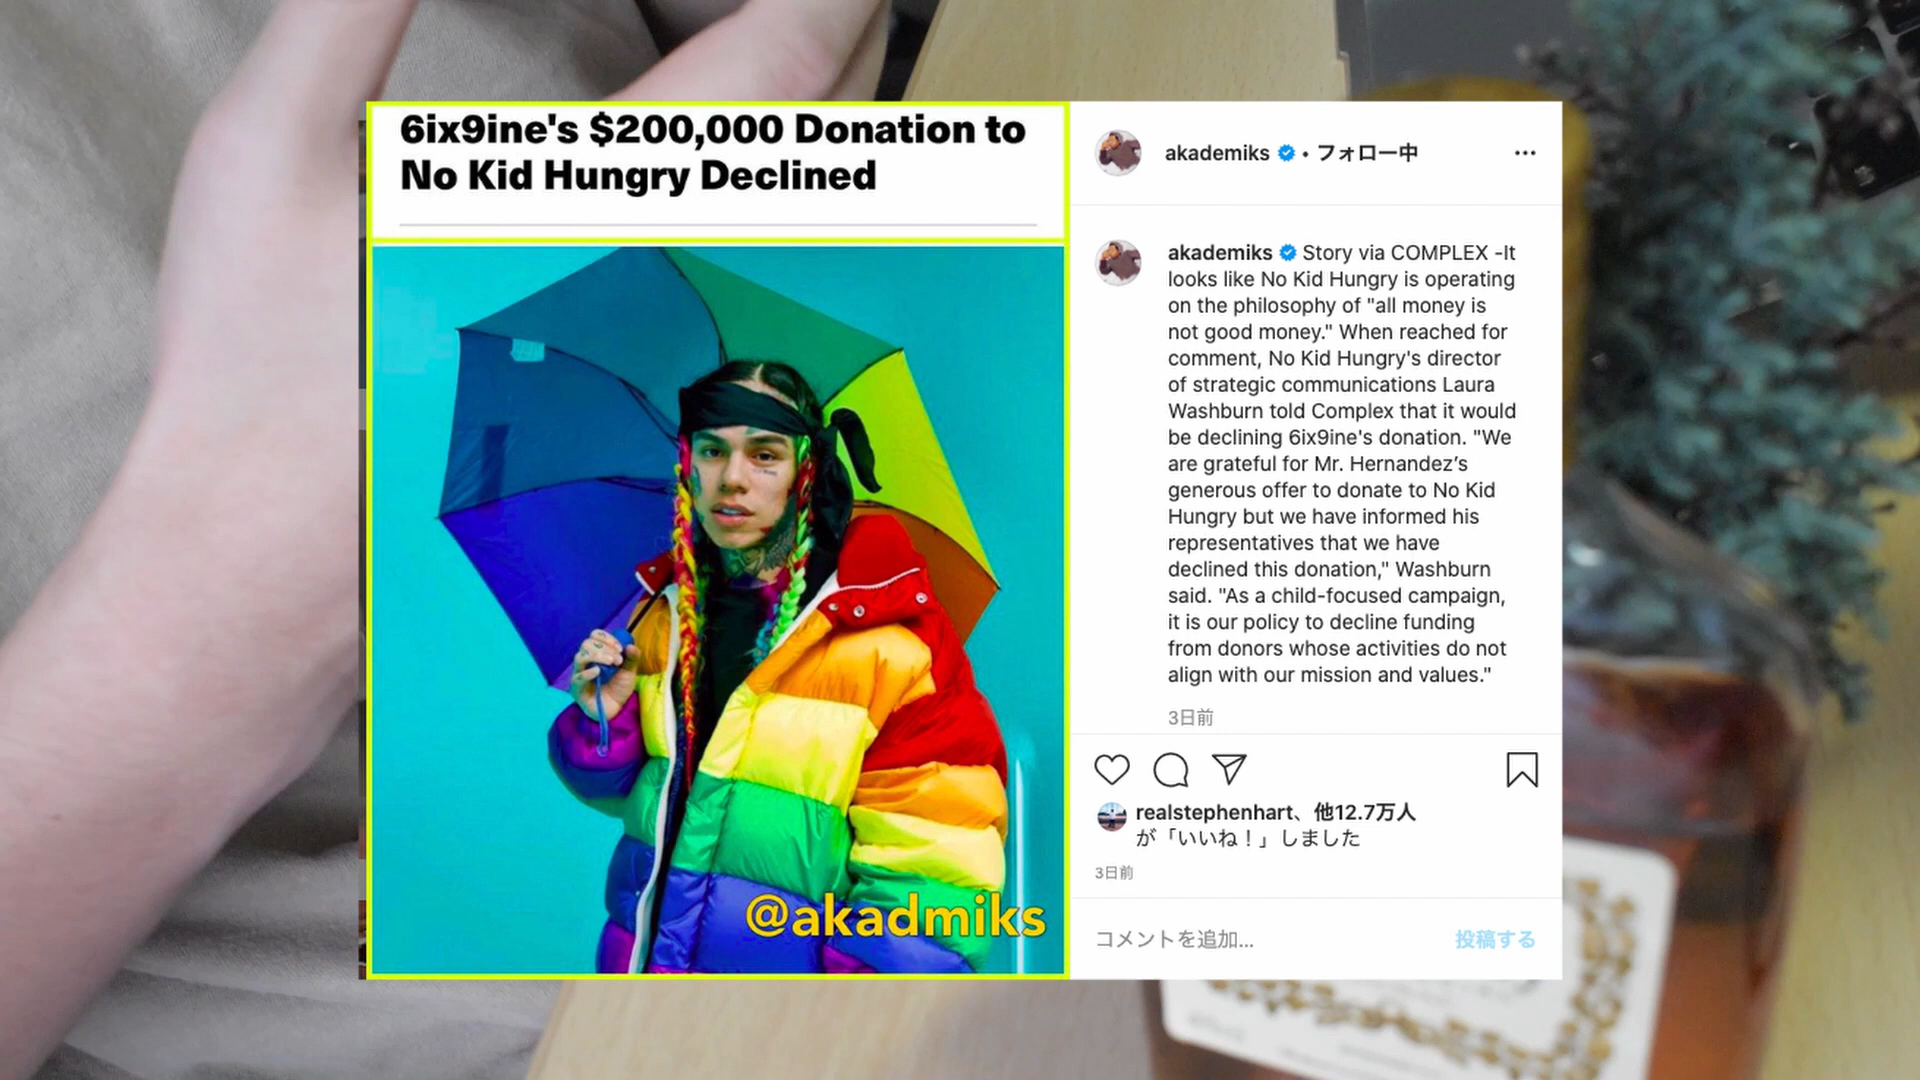 6ix9ine's $200,000 Donation to
No Kid Hungry Declined
@akadmiks
akademiks • フォロー中
akademiks Story via COMPLEX -It
looks like No Kid Hungry is operating
on the philosophy of "all money is
not good money." When reached for
comment, No Kid Hungry's director
of strategic communications Laura
Washburn told Complex that it would
be declining 6ix9ine's donation. "We
are grateful for Mr. Hernandez’s
generous offer to donate to No Kid
Hungry but we have informed his
representatives that we have
declined this donation," Washburn
said. "As a child-focused campaign,
it is our policy to decline funding
from donors whose activities do not
align with our mission and values."
3日前
realstephenhart、他12.7万人
が「いいね！」しました
3日前
コメントを追加...
投稿する